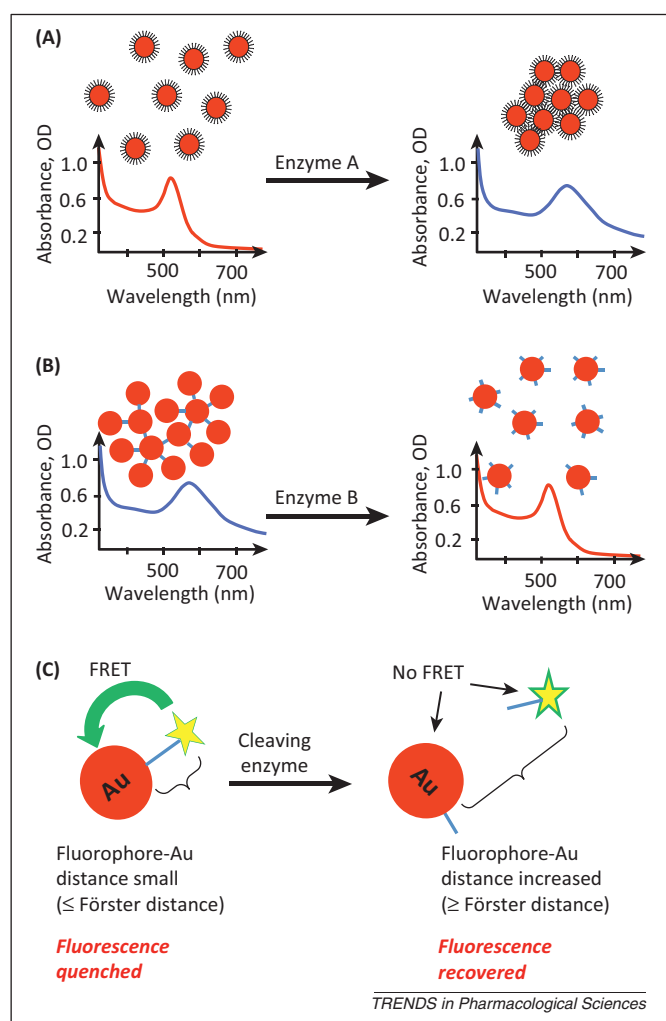 (A)
Absorbance, OD
1.0
0.6
0.2
500 700
Wavelength (nm)
Enzyme A
Absorbance, OD
1.0
0.6
0.2
500 700
Wavelength (nm)
(B)
Absorbance, OD
1.0
0.6
0.2
500 700
Wavelength (nm)
Enzyme B
Absorbance, OD
1.0
0.6
0.2
500 700
Wavelength (nm)
(C)
FRET
Au
Cleaving
enzyme
No FRET
Au
Fluorophore-Au
distance small
(≤ Förster distance)
Fluorescence
quenched
Fluorophore-Au
distance increased
(≥ Förster distance)
Fluorescence
recovered
TRENDS in Pharmacological Sciences